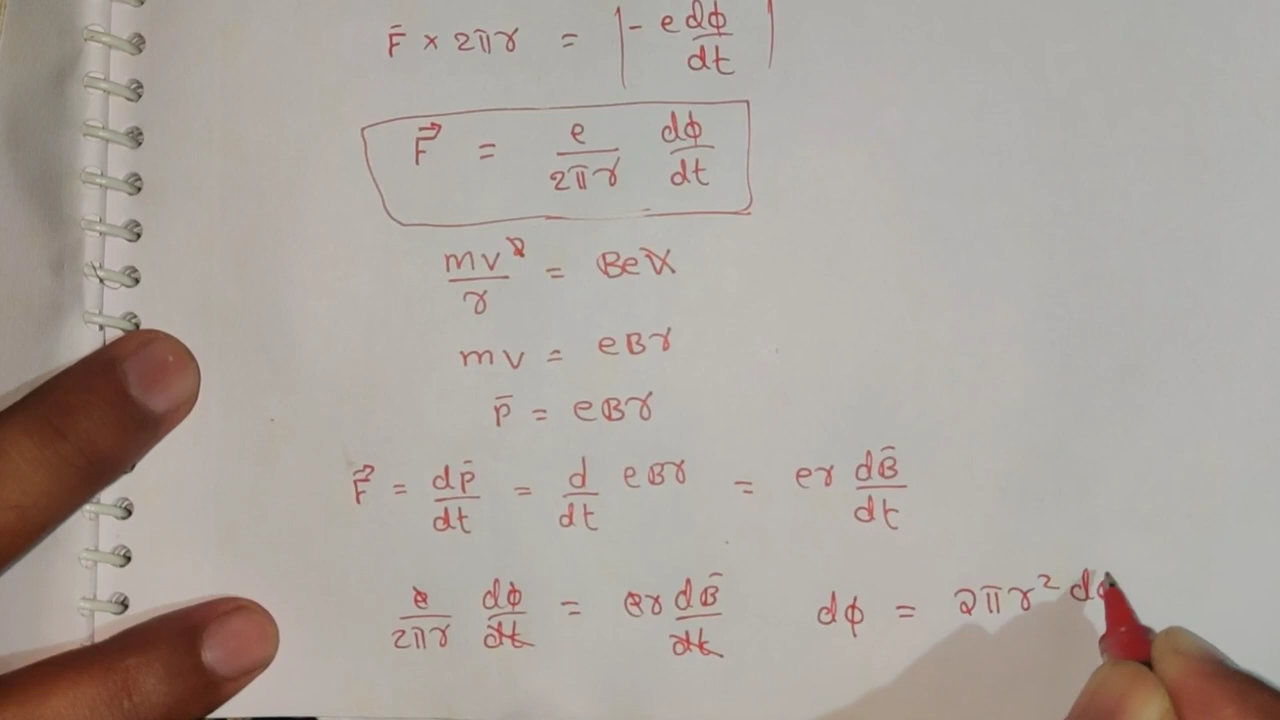 F̄ × 2πr = |- e dϕ/dt|
F⃗ = e/2πr dϕ/dt
mv²/r = Bev
mv = eBr
p̄ = eBr
F⃗ = dp̄/dt = d/dt eBr = er dB̄/dt
e/2πr dϕ/dt = er dB̄/dt dϕ = 2πr² d